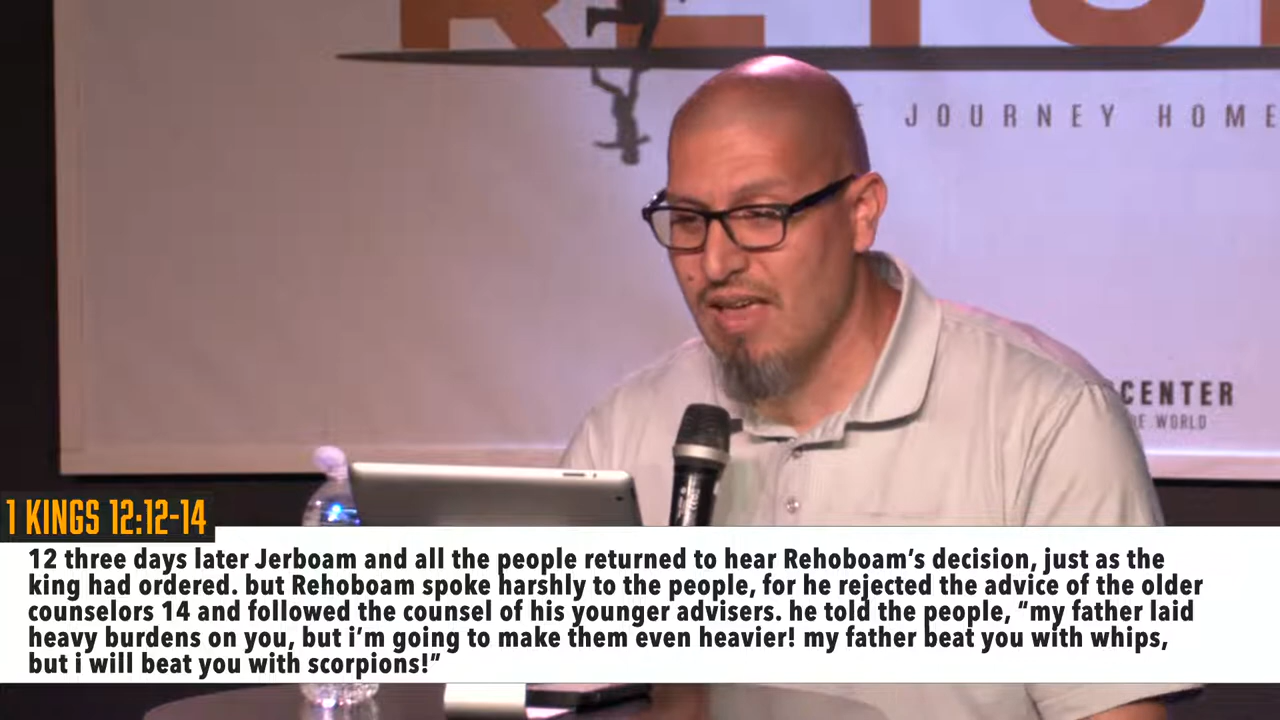 JOURNEY HOME
CENTER
WORLD
1 KINGS 12:12-14
12 three days later Jerboam and all the people returned to hear Rehoboam's decision, just as the
king had ordered. but Rehoboam spoke harshly to the people, for he rejected the advice of the older
counselors 14 and followed the counsel of his younger advisers. he told the people, “my father laid
heavy burdens on you, but i'm going to make them even heavier! my father beat you with whips,
but i will beat you with scorpions!”